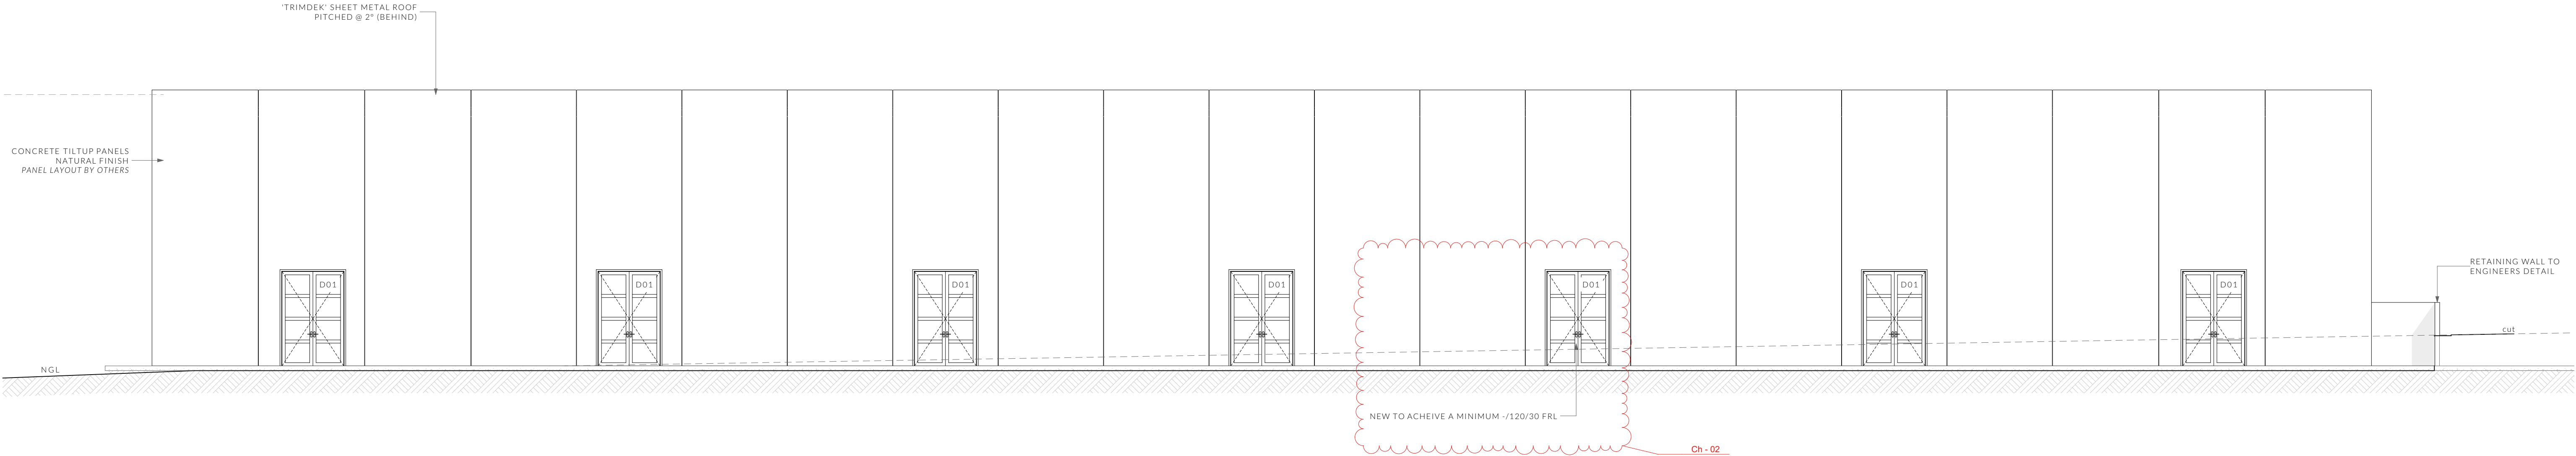 'TRIMDEK' SHEET METAL ROOF
PITCHED @ 2° (BEHIND)
CONCRETE TILTUP PANELS
NATURAL FINISH
PANEL LAYOUT BY OTHERS
D01
D01
D01
D01
D01
D01
D01
RETAINING WALL TO
ENGINEERS DETAIL
cut
NGL
NEW TO ACHEIVE A MINIMUM -/120/30 FRL
Ch - 02